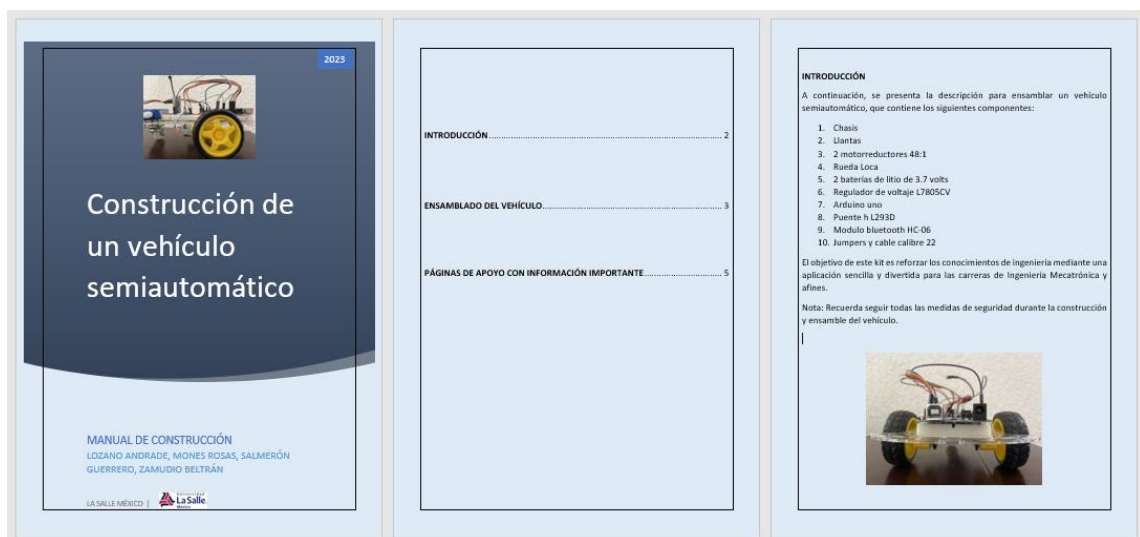 2023
Construcción de
un vehículo
semiautomático
MANUAL DE CONSTRUCCIÓN
LOZANO ANDRADE, MONES ROSAS, SALMERÓN
GUERRERO, ZAMUDIO BELTRÁN
LA SALLE MÉXICO |
Universidad
La Salle
México
INTRODUCCIÓN 2
ENSAMBLADO DEL VEHÍCULO 3
PÁGINAS DE APOYO CON INFORMACIÓN IMPORTANTE 5
INTRODUCCIÓN
A continuación, se presenta la descripción para ensamblar un vehículo
semiautomático, que contiene los siguientes componentes:
1. Chasis
2. Llantas
3. 2 motorreductores 48:1
4. Rueda Loca
5. 2 baterías de litio de 3.7 volts
6. Regulador de voltaje L7805CV
7. Arduino uno
8. Puente h L293D
9. Modulo bluetooth HC-06
10. Jumpers y cable calibre 22
El objetivo de este kit es reforzar los conocimientos de ingeniería mediante una
aplicación sencilla y divertida para las carreras de Ingeniería Mecatrónica y
afines.
Nota: Recuerda seguir todas las medidas de seguridad durante la construcción
y ensamble del vehículo.